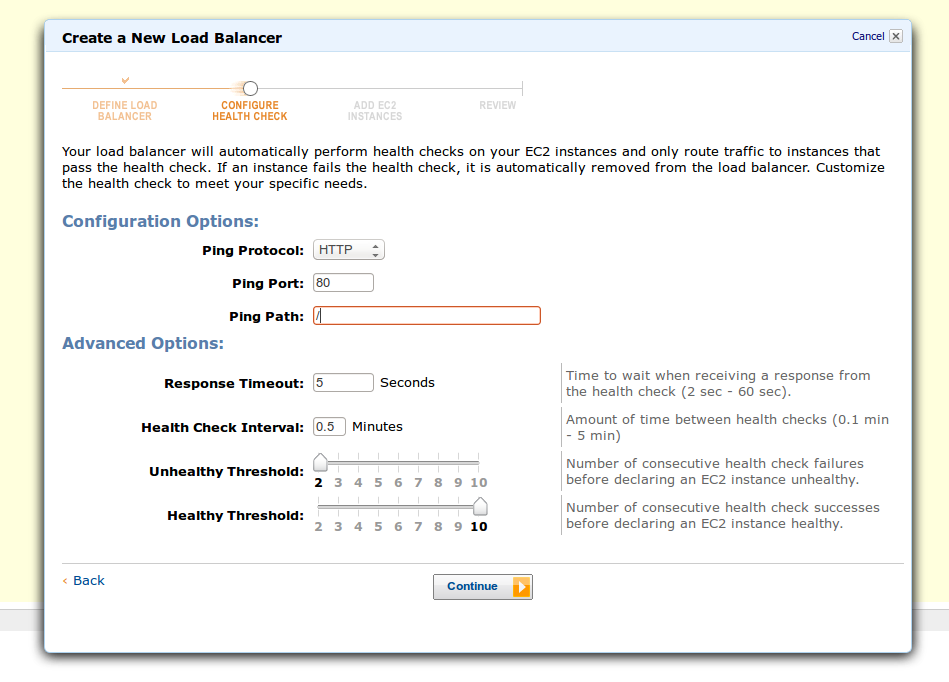 Create a New Load Balancer
Cancel
DEFINE LOAD
BALANCER
CONFIGURE
HEALTH CHECK
ADD EC2
INSTANCES
REVIEW
Your load balancer will automatically perform health checks on your EC2 instances and only route traffic to instances that
pass the health check. If an instance fails the health check, it is automatically removed from the load balancer. Customize
the health check to meet your specific needs.
Configuration Options:
Ping Protocol: HTTP
Ping Port: 80
Ping Path: /
Advanced Options:
Response Timeout: 5 Seconds
Time to wait when receiving a response from
the health check (2 sec - 60 sec).
Health Check Interval: 0.5 Minutes
Amount of time between health checks (0.1 min
- 5 min)
Unhealthy Threshold:
2 3 4 5 6 7 8 9 10
Number of consecutive health check failures
before declaring an EC2 instance unhealthy.
Healthy Threshold:
2 3 4 5 6 7 8 9 10
Number of consecutive health check successes
before declaring an EC2 instance healthy.
‹ Back
Continue